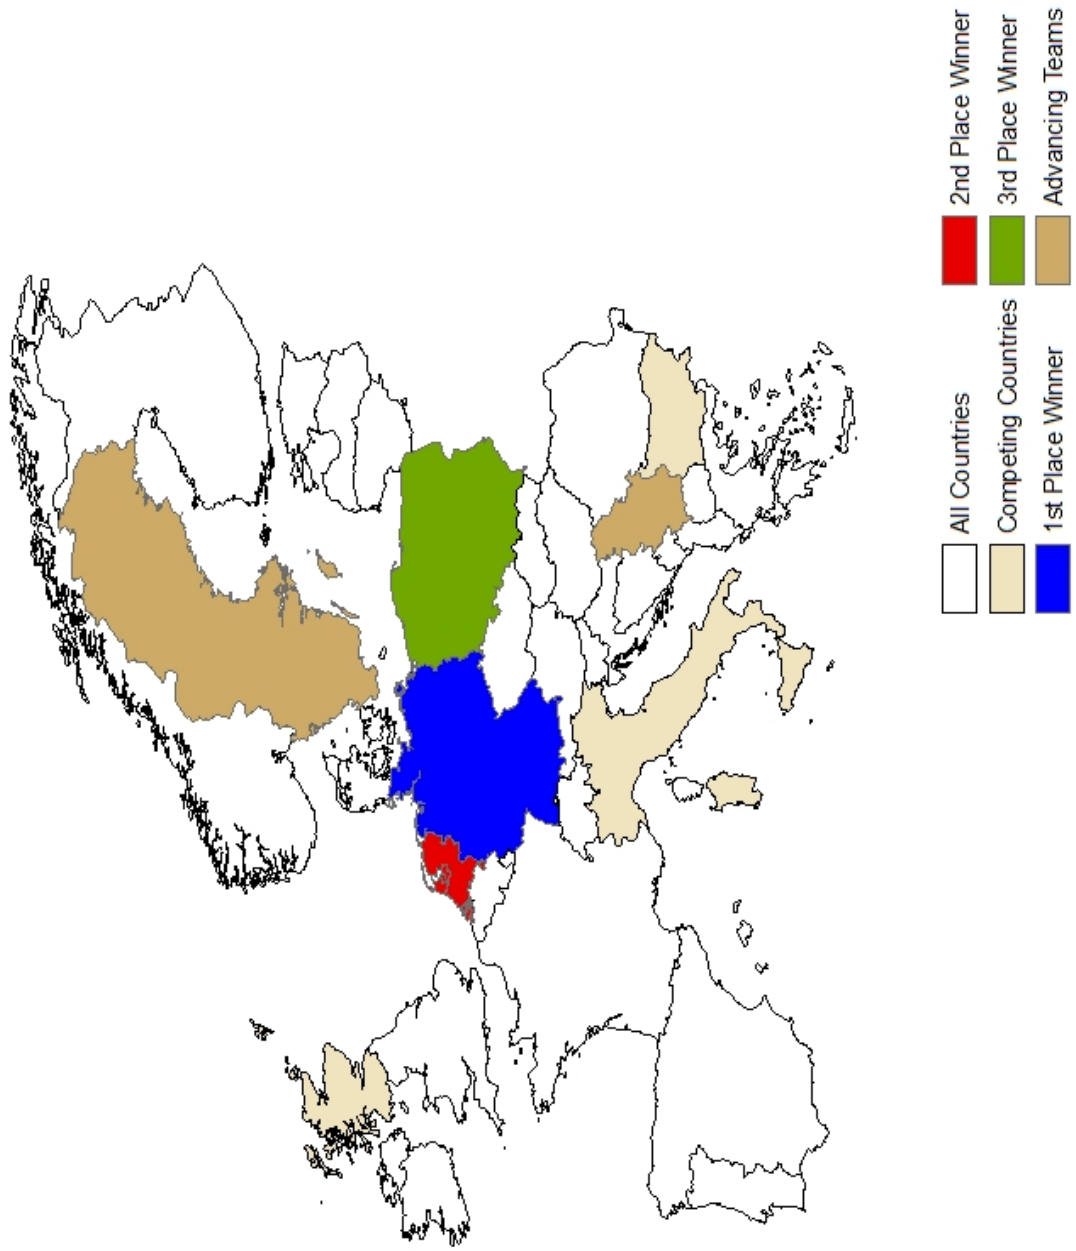 All Countries
Competing Countries
1st Place Winner
2nd Place Winner
3rd Place Winner
Advancing Teams